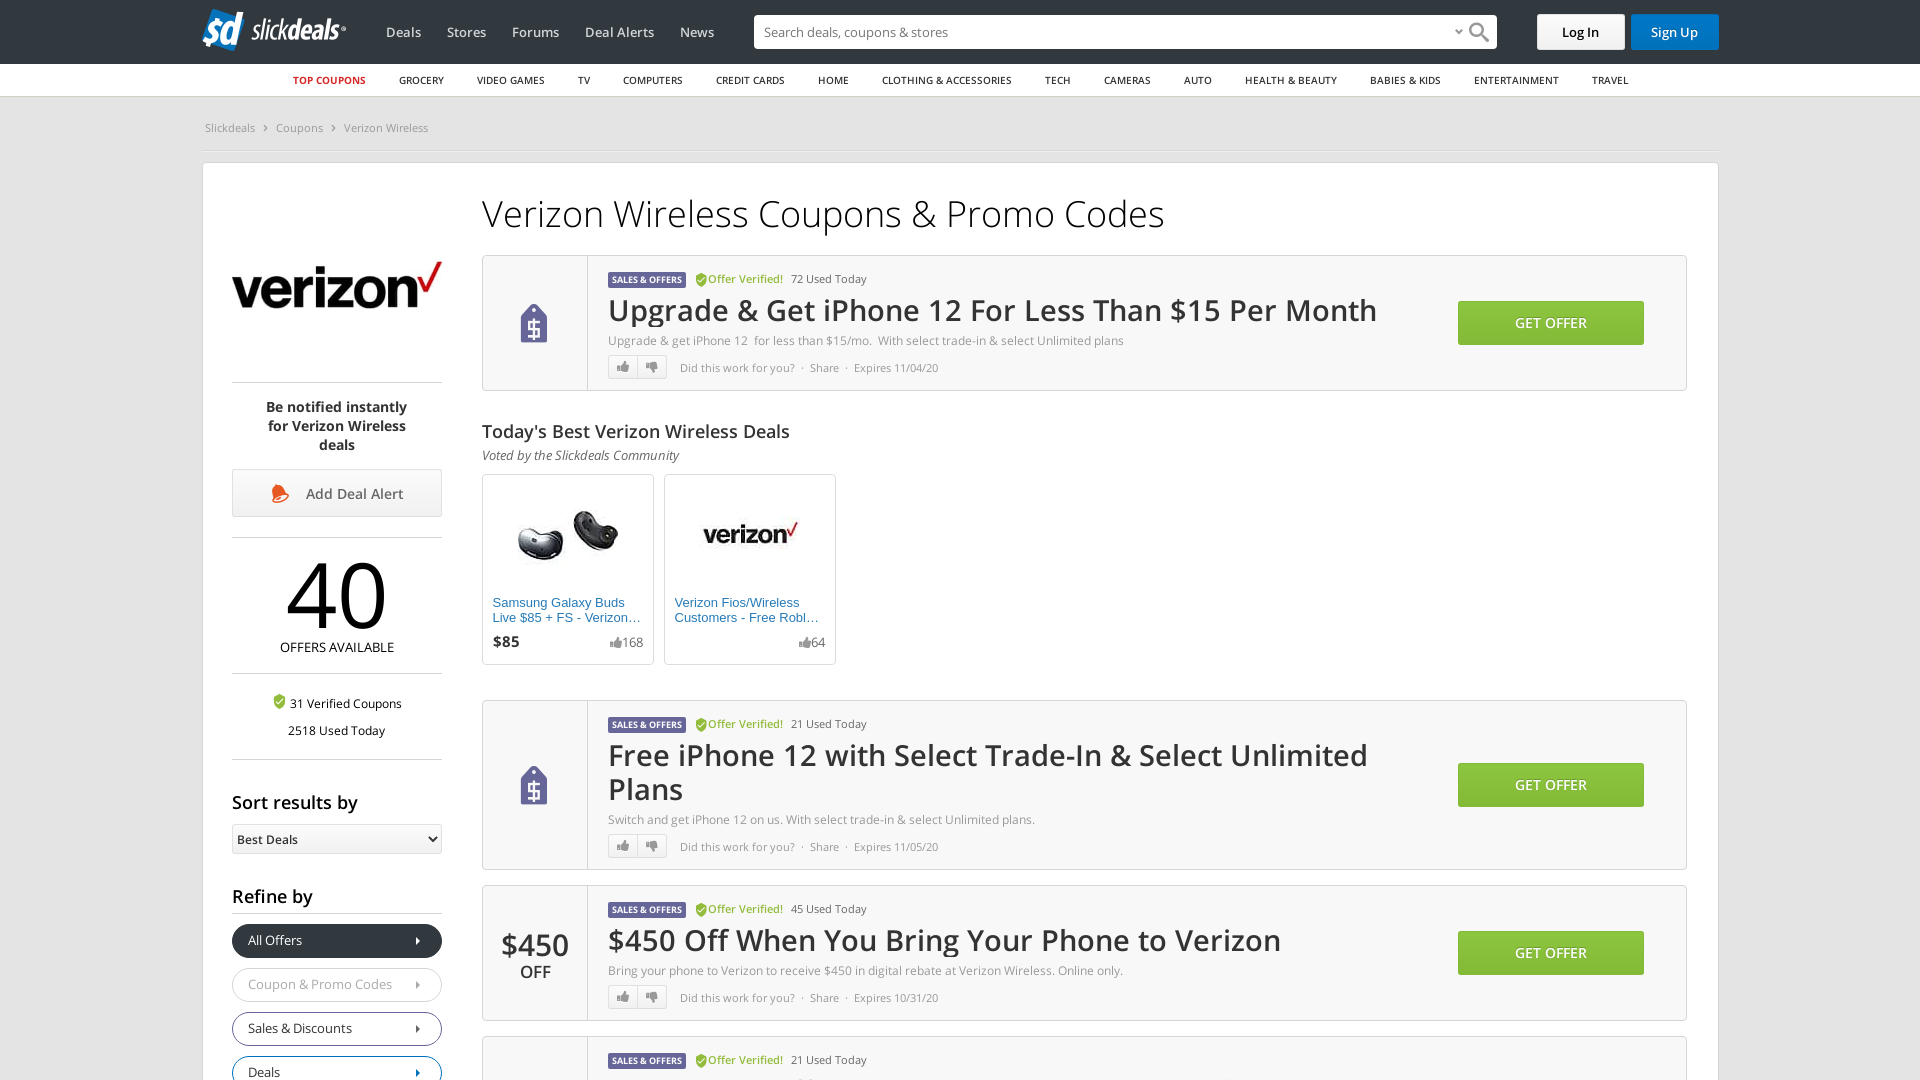 $d slickdeals
Deals
Stores
Forums
Deal Alerts
News
Search deals, coupons & stores
Log In
Sign Up
TOP COUPONS
GROCERY
VIDEO GAMES
TV
COMPUTERS
CREDIT CARDS
HOME
CLOTHING & ACCESSORIES
TECH
CAMERAS
AUTO
HEALTH & BEAUTY
BABIES & KIDS
ENTERTAINMENT
TRAVEL
Slickdeals > Coupons > Verizon Wireless
verizon
Be notified instantly
for Verizon Wireless
deals
Add Deal Alert
40
OFFERS AVAILABLE
31 Verified Coupons
2518 Used Today
Sort results by
Best Deals
Refine by
All Offers
Coupon & Promo Codes
Sales & Discounts
Deals
Verizon Wireless Coupons & Promo Codes
SALES & OFFERS Offer Verified! 72 Used Today
Upgrade & Get iPhone 12 For Less Than $15 Per Month
Upgrade & get iPhone 12 for less than $15/mo. With select trade-in & select Unlimited plans
Did this work for you? · Share · Expires 11/04/20
GET OFFER
Today's Best Verizon Wireless Deals
Voted by the Slickdeals Community
Samsung Galaxy Buds
Live $85 + FS - Verizon…
$85
168
verizon
Verizon Fios/Wireless
Customers - Free Robl…
64
$
SALES & OFFERS Offer Verified! 21 Used Today
Free iPhone 12 with Select Trade-In & Select Unlimited
Plans
Switch and get iPhone 12 on us. With select trade-in & select Unlimited plans.
Did this work for you? · Share · Expires 11/05/20
GET OFFER
$450
OFF
SALES & OFFERS Offer Verified! 45 Used Today
$450 Off When You Bring Your Phone to Verizon
Bring your phone to Verizon to receive $450 in digital rebate at Verizon Wireless. Online only.
Did this work for you? · Share · Expires 10/31/20
GET OFFER
SALES & OFFERS Offer Verified! 21 Used Today